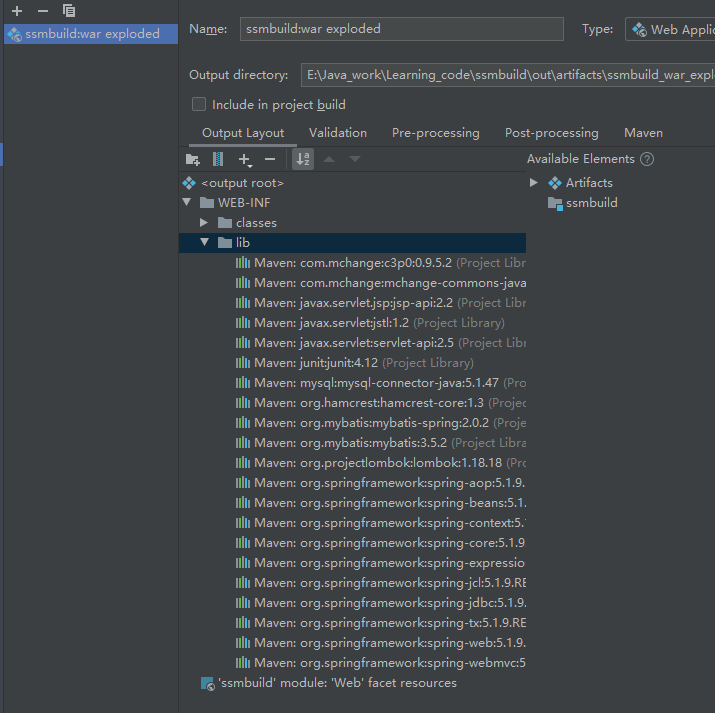 ssmbuild:war exploded
Name: ssmbuild:war exploded Type: Web Applic
Output directory: E:\Java_work\Learning_code\ssmbuild\out\artifacts\ssmbuild_war_expl
Include in project build
Output Layout Validation Pre-processing Post-processing Maven
Available Elements
<output root>
Artifacts
WEB-INF
ssmbuild
classes
lib
Maven: com.mchange:c3p0:0.9.5.2 (Project Libr
Maven: com.mchange:mchange-commons-java
Maven: javax.servlet.jsp:jsp-api:2.2 (Project Libr
Maven: javax.servlet:jstl:1.2 (Project Library)
Maven: javax.servlet:servlet-api:2.5 (Project Libr
Maven: junit:junit:4.12 (Project Library)
Maven: mysql:mysql-connector-java:5.1.47 (Pro
Maven: org.hamcrest:hamcrest-core:1.3 (Projec
Maven: org.mybatis:mybatis-spring:2.0.2 (Proje
Maven: org.mybatis:mybatis:3.5.2 (Project Libra
Maven: org.projectlombok:lombok:1.18.18 (Pro
Maven: org.springframework:spring-aop:5.1.9.
Maven: org.springframework:spring-beans:5.1.
Maven: org.springframework:spring-context:5.1
Maven: org.springframework:spring-core:5.1.9
Maven: org.springframework:spring-expressio
Maven: org.springframework:spring-jcl:5.1.9.RE
Maven: org.springframework:spring-jdbc:5.1.9.
Maven: org.springframework:spring-tx:5.1.9.RE
Maven: org.springframework:spring-web:5.1.9.
Maven: org.springframework:spring-webmvc:5
'ssmbuild' module: 'Web' facet resources